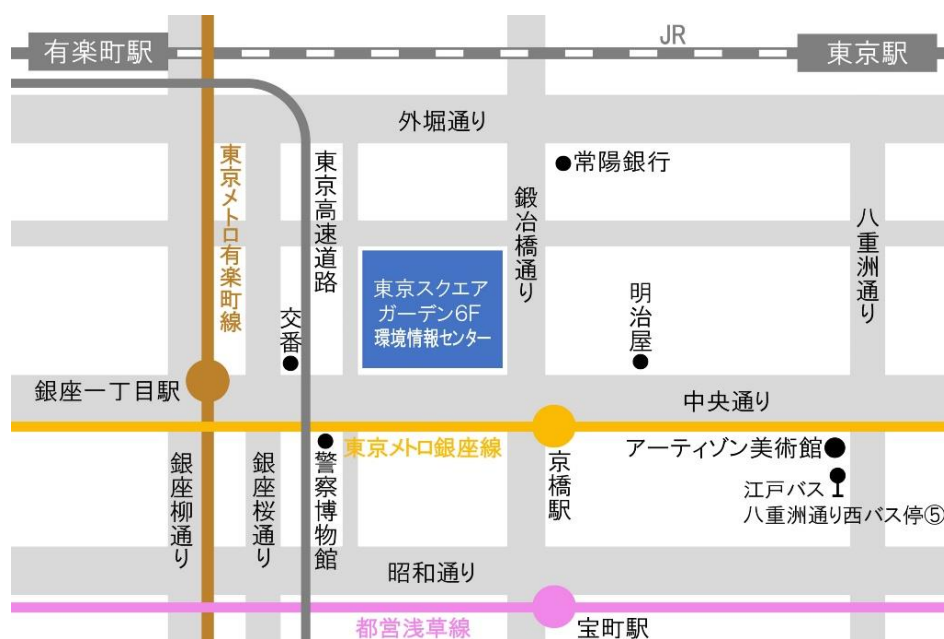 JR
有楽町駅
東京駅
外堀通り
常陽銀行
東京メトロ有楽町線
東京高速道路
鍛冶橋通り
八重洲通り
東京スクエア
ガーデン6F
環境情報センター
交番
明治屋
銀座一丁目駅
中央通り
東京メトロ銀座線
京橋駅
アーティゾン美術館
江戸バス
八重洲通り西バス停⑤
銀座柳通り
銀座桜通り
警察博物館
昭和通り
都営浅草線
宝町駅